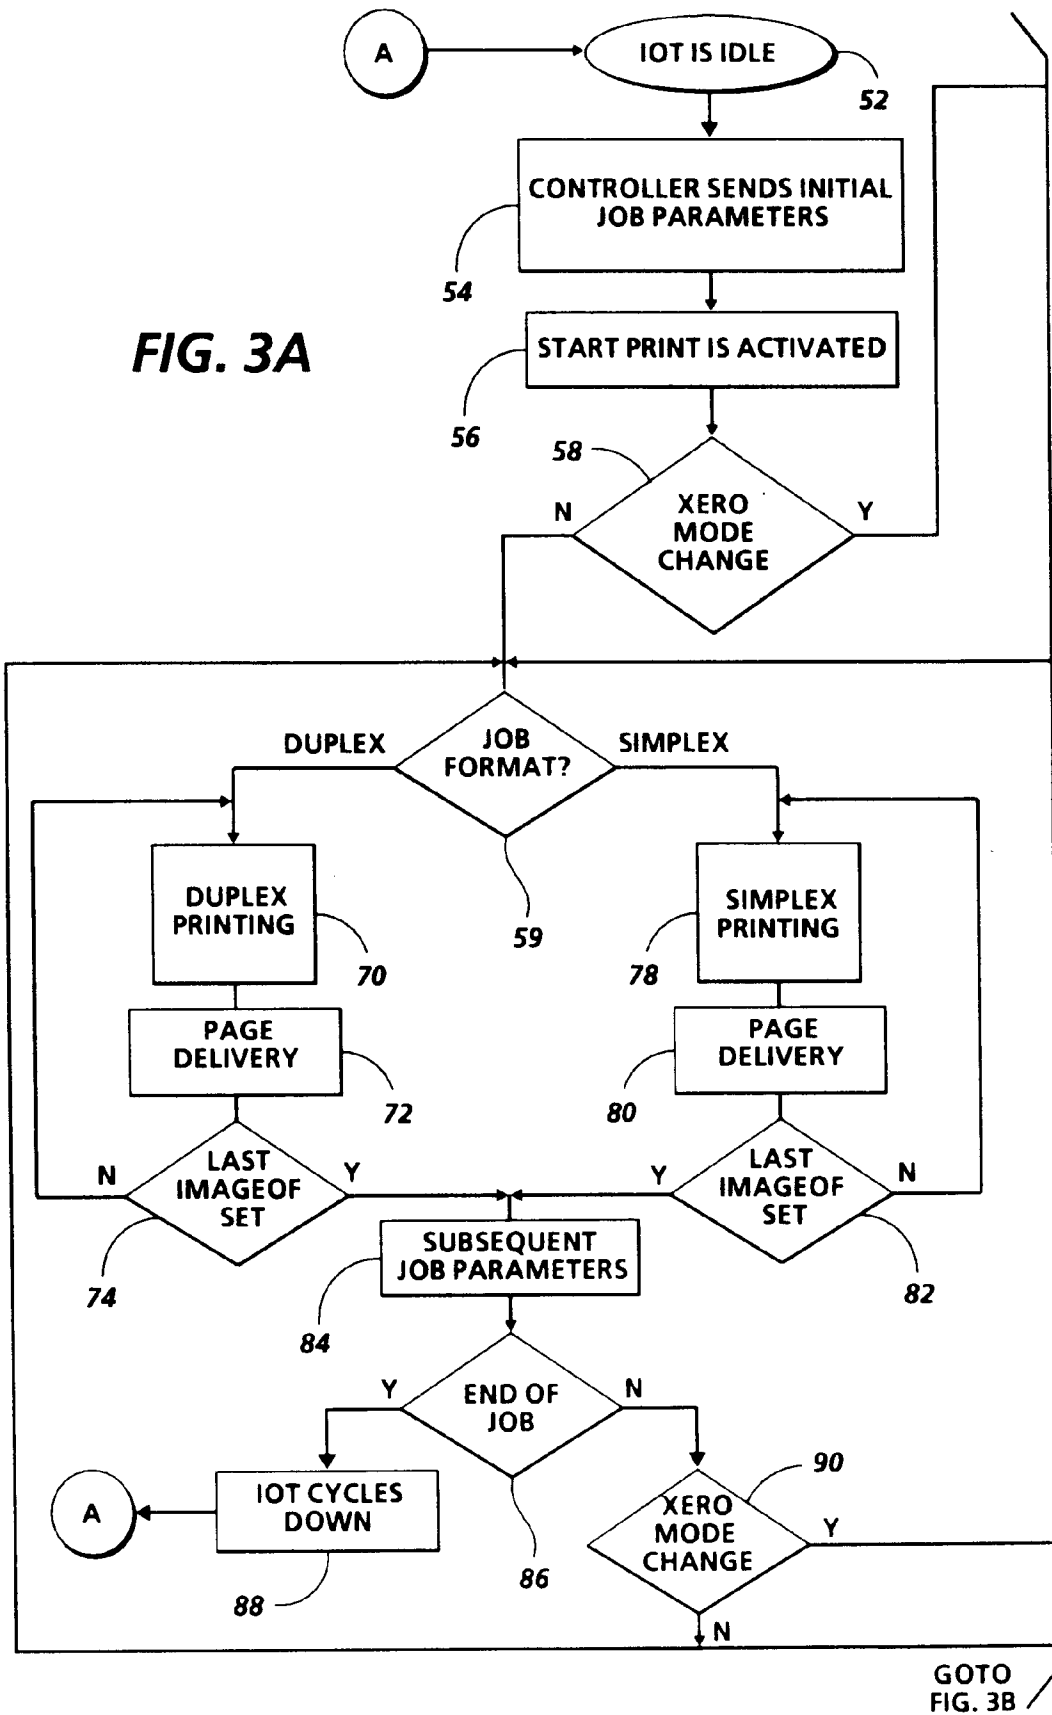 A
IOT IS IDLE
52
CONTROLLER SENDS INITIAL
JOB PARAMETERS
54
FIG. 3A
START PRINT IS ACTIVATED
56
58
N
XERO
MODE
CHANGE
Y
DUPLEX
JOB
FORMAT?
SIMPLEX
59
DUPLEX
PRINTING
70
SIMPLEX
PRINTING
78
PAGE
DELIVERY
72
PAGE
DELIVERY
80
N
LAST
IMAGEOF
SET
Y
74
Y
LAST
IMAGEOF
SET
N
82
SUBSEQUENT
JOB PARAMETERS
84
Y
END OF
JOB
N
86
A
IOT CYCLES
DOWN
88
90
XERO
MODE
CHANGE
Y
N
GOTO
FIG. 3B